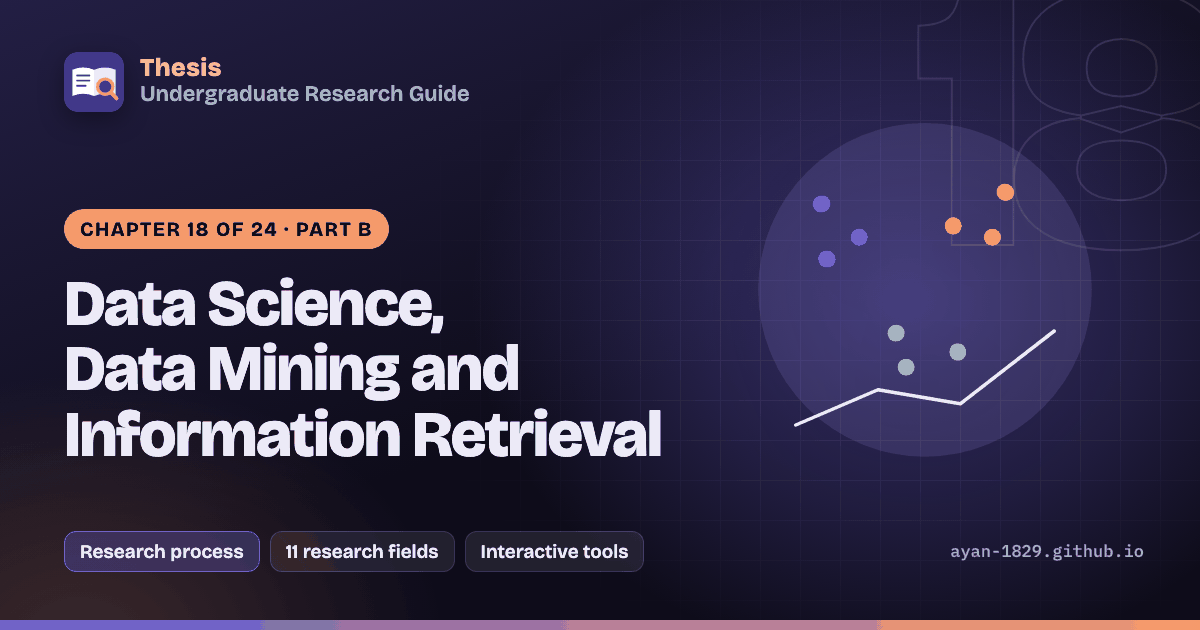 Thesis
Undergraduate Research Guide
18
CHAPTER 18 OF 24 · PART B
Data Science,
Data Mining and
Information Retrieval
Research process
11 research fields
Interactive tools
ayan-1829.github.io